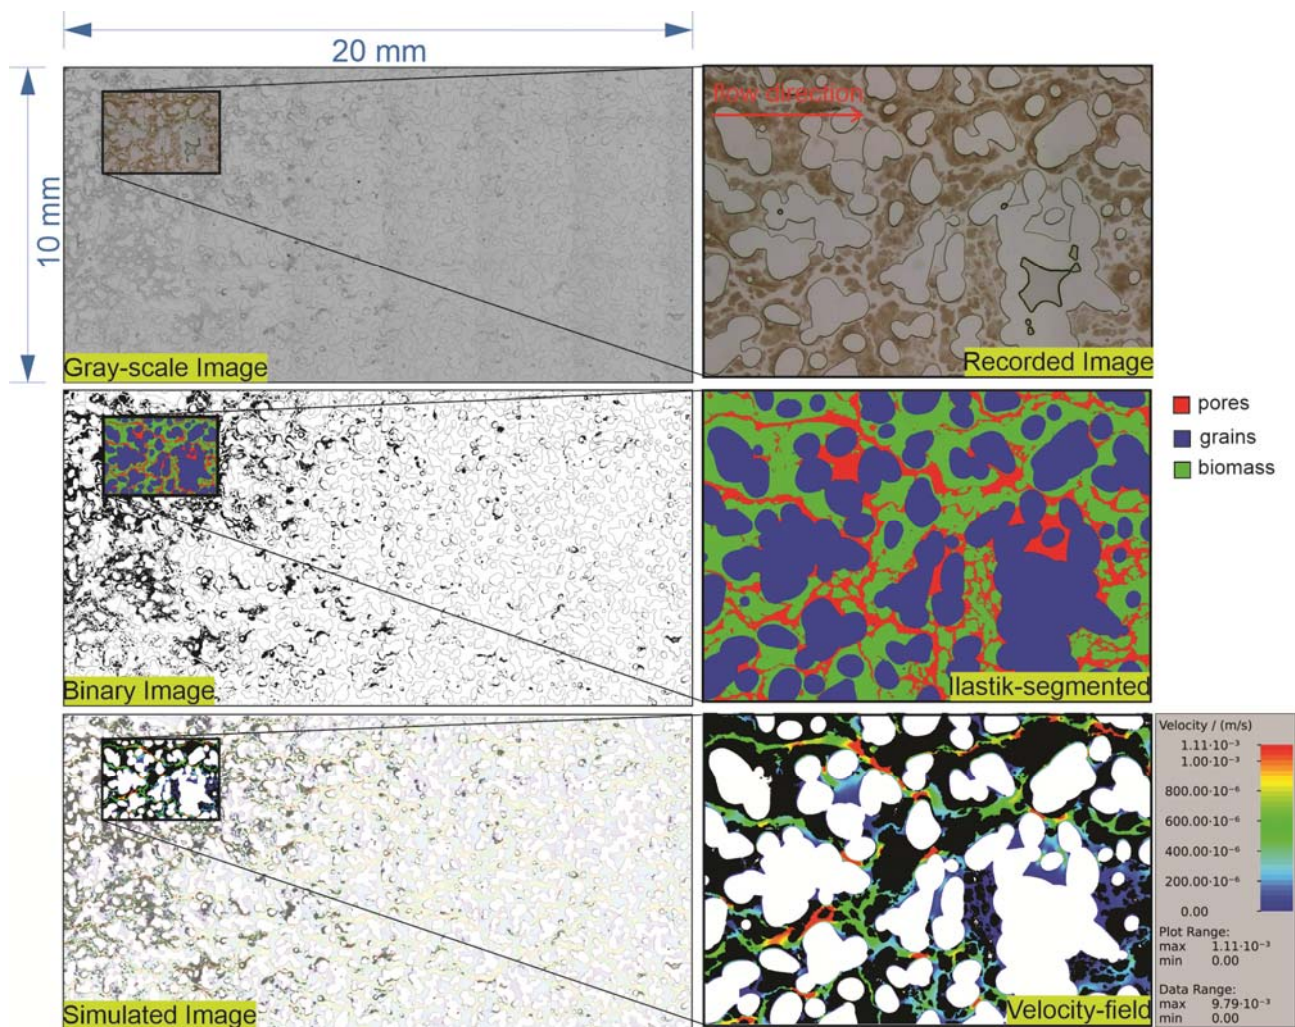 20 mm
10 mm
flow direction
Gray-scale Image
Recorded Image
pores
grains
biomass
Binary Image
Ilastik-segmented
Velocity / (m/s)
1.11·10⁻³
1.00·10⁻³
800.00·10⁻⁶
600.00·10⁻⁶
400.00·10⁻⁶
200.00·10⁻⁶
0.00
Plot Range:
max 1.11·10⁻³
min 0.00
Data Range:
max 9.79·10⁻³
min 0.00
Simulated Image
Velocity-field